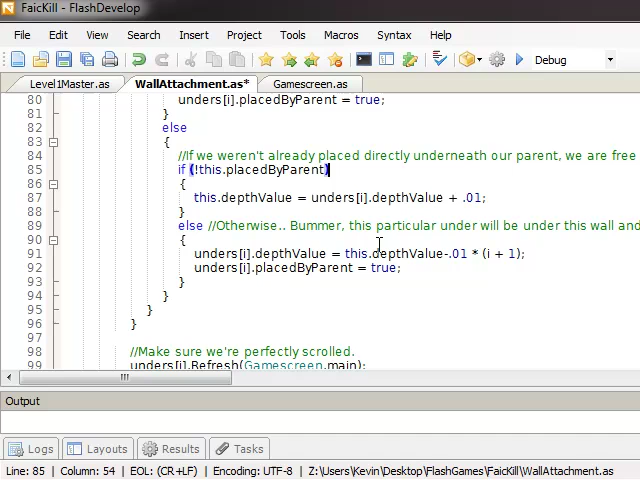 FaicKill - FlashDevelop
File Edit View Search Insert Project Tools Macros Syntax Help
Debug
Level1Master.as WallAttachment.as* Gamescreen.as
80 unders[i].placedByParent = true;
81 }
82 else
83 {
84 //If we weren't already placed directly underneath our parent, we are free
85 if (!this.placedByParent)
86 {
87 this.depthValue = unders[i].depthValue + .01;
88 }
89 else //Otherwise.. Bummer, this particular under will be under this wall and
90 {
91 unders[i].depthValue = this.depthValue-.01 * (i + 1);
92 unders[i].placedByParent = true;
93 }
94 }
95 }
96 }
97
98 //Make sure we're perfectly scrolled.
99 unders[i].Refresh(Gamescreen.main);
Output
Logs Layouts Results Tasks
Line: 85 Column: 54 EOL: (CR+LF) Encoding: UTF-8 Z:\Users\Kevin\Desktop\FlashGames\FaicKill\WallAttachment.as